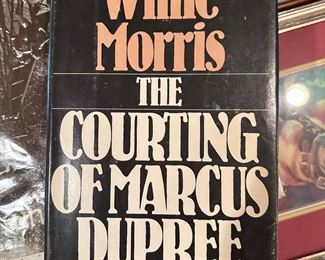 Willie
Morris
THE
COURTING
OF MARCUS
DUPREE